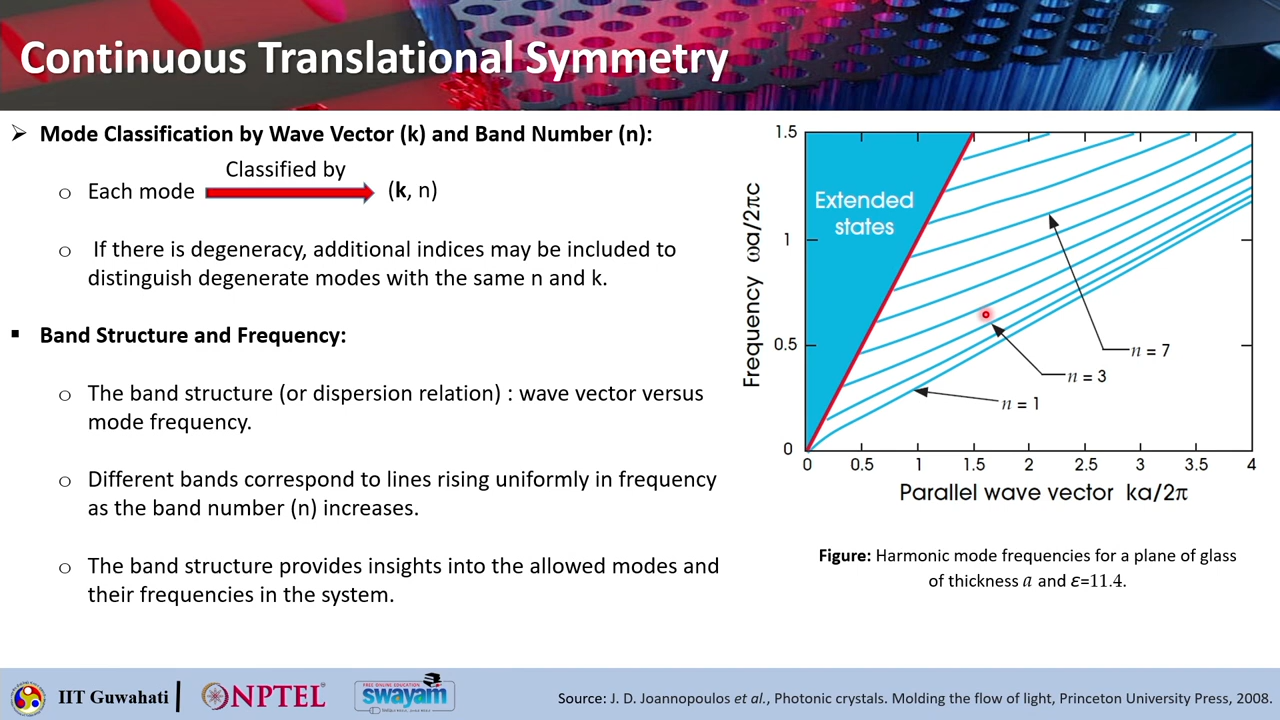 Continuous Translational Symmetry
➢ Mode Classification by Wave Vector (k) and Band Number (n):
Classified by
o Each mode (k, n)
o If there is degeneracy, additional indices may be included to
distinguish degenerate modes with the same n and k.
▪ Band Structure and Frequency:
o The band structure (or dispersion relation) : wave vector versus
mode frequency.
o Different bands correspond to lines rising uniformly in frequency
as the band number (n) increases.
o The band structure provides insights into the allowed modes and
their frequencies in the system.
Frequency ωa/2πc
1.5
1
0.5
0
Extended
states
n = 7
n = 3
n = 1
0 0.5 1 1.5 2 2.5 3 3.5 4
Parallel wave vector ka/2π
Figure: Harmonic mode frequencies for a plane of glass
of thickness a and ε=11.4.
IIT Guwahati
NPTEL
FREE ONLINE EDUCATION
swayam
Source: J. D. Joannopoulos et al., Photonic crystals. Molding the flow of light, Princeton University Press, 2008.